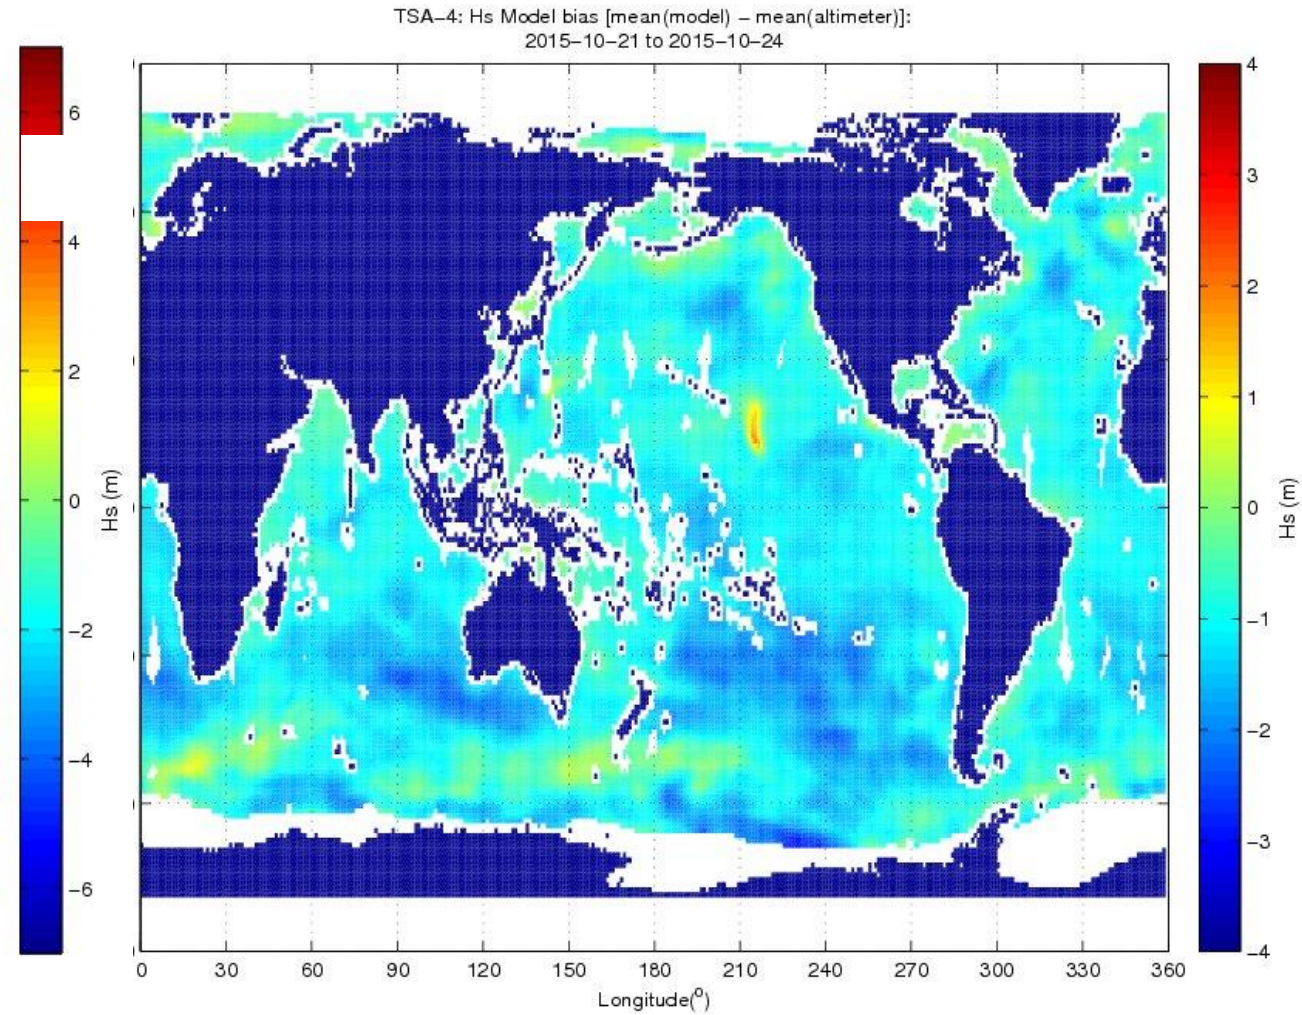 TSA−4: Hs Model bias [mean(model) − mean(altimeter)]:
2015−10−21 to 2015−10−24
6
4
2
0
−2
−4
−6
Hs (m)
4
3
2
1
0
−1
−2
−3
−4
Hs (m)
0 30 60 90 120 150 180 210 240 270 300 330 360
Longitude(o)